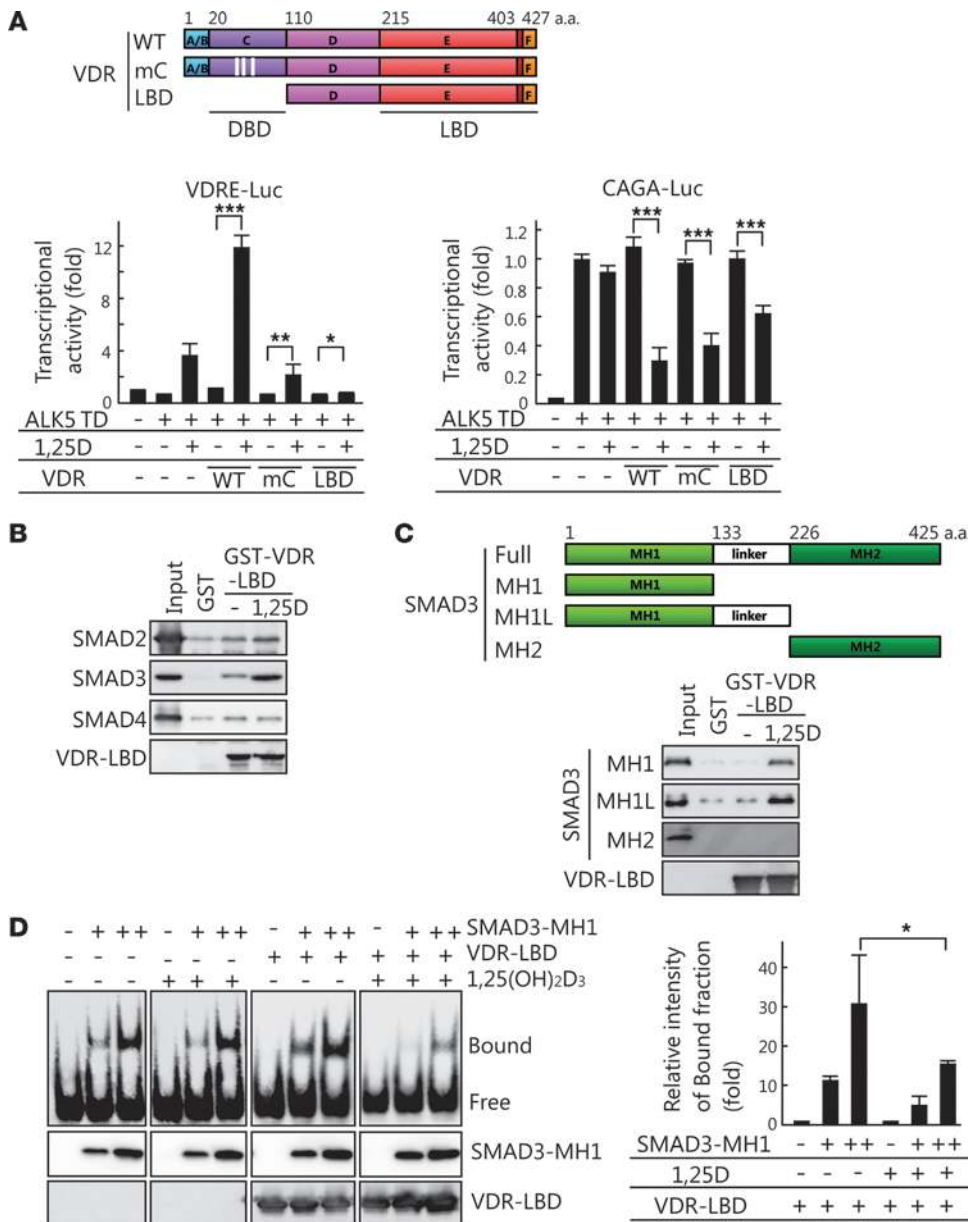 A
1 20 110 215 403 427 a.a.
WT A/B C D E F
VDR mC A/B D E F
LBD D E F
DBD LBD
VDRE-Luc
Transcriptional activity (fold)
12
8
4
0
*** ** *
ALK5 TD - + + + + + + + +
1,25D - - + - + - + - +
VDR - - - WT mC LBD
CAGA-Luc
Transcriptional activity (fold)
1.2
1.0
0.8
0.6
0.4
0.2
0
*** *** ***
ALK5 TD - + + + + + + + +
1,25D - - + - + - + - +
VDR - - - WT mC LBD
B
Input GST GST-VDR
-LBD
- 1,25D
SMAD2
SMAD3
SMAD4
VDR-LBD
C
1 133 226 425 a.a.
SMAD3
Full MH1 linker MH2
MH1 MH1
MH1L MH1 linker
MH2 MH2
Input GST GST-VDR
-LBD
- 1,25D
SMAD3
MH1
MH1L
MH2
VDR-LBD
D
- + ++ - + ++ - + ++ - + ++ SMAD3-MH1
+ + + + + + VDR-LBD
+ + + + + + 1,25(OH)2D3
Bound
Free
SMAD3-MH1
VDR-LBD
Relative intensity
of Bound fraction
(fold)
40
30
20
10
0
*
SMAD3-MH1 - + ++ - + ++
1,25D - - - + + +
VDR-LBD + + + + + +